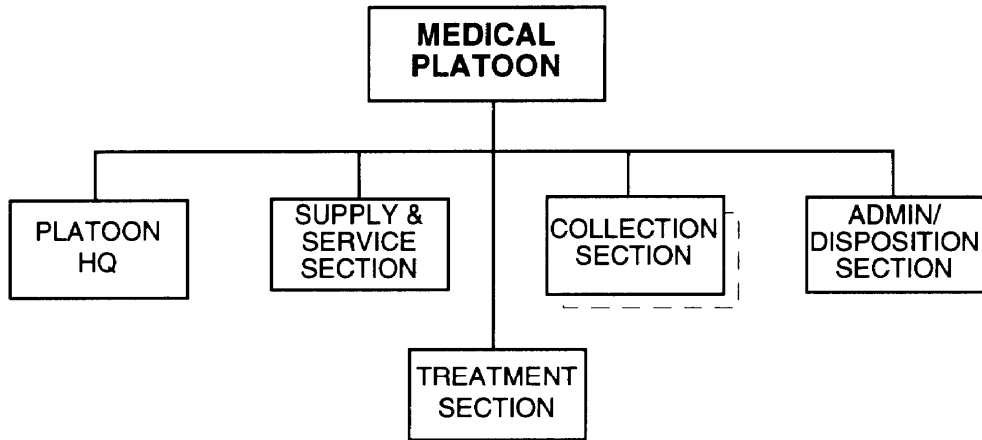 MEDICAL
PLATOON
PLATOON
HQ
SUPPLY &
SERVICE
SECTION
COLLECTION
SECTION
ADMIN/
DISPOSITION
SECTION
TREATMENT
SECTION